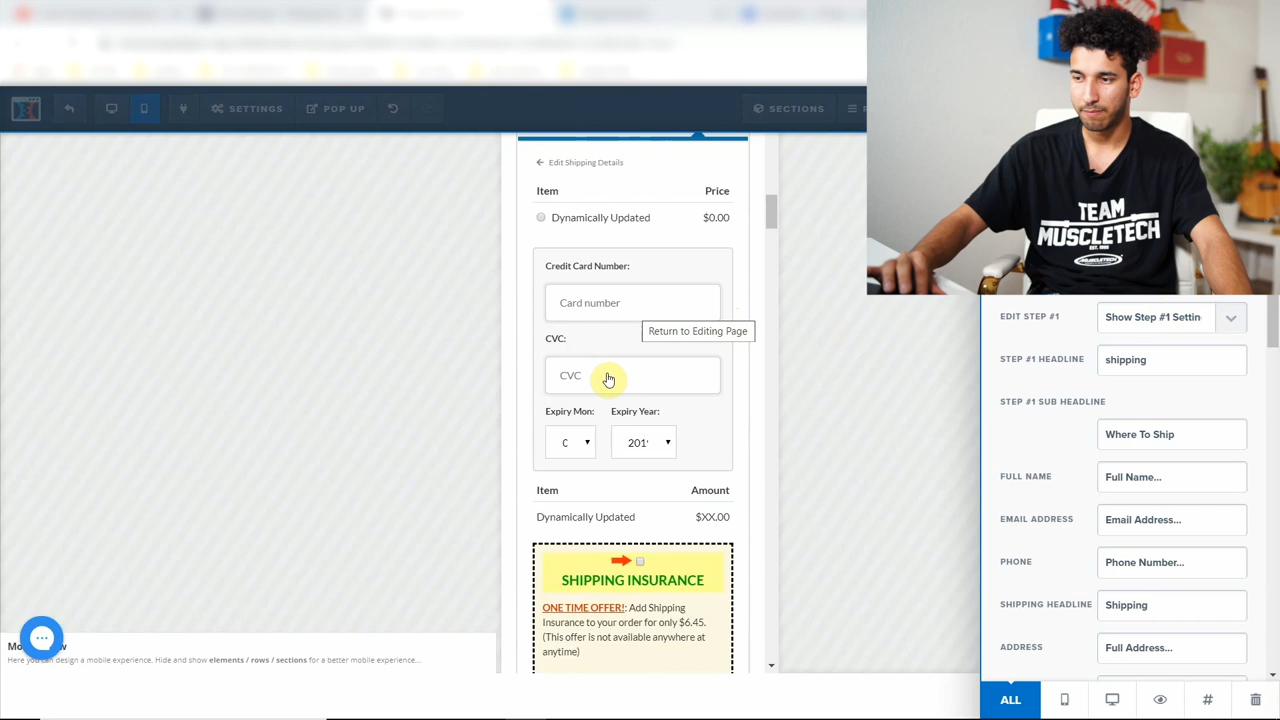 SETTINGS
POP UP
SECTIONS
Edit Shipping Details
Item Price
Dynamically Updated $0.00
Credit Card Number:
Card number
Return to Editing Page
CVC:
CVC
Expiry Mon: Expiry Year:
Item Amount
Dynamically Updated $XX.00
SHIPPING INSURANCE
ONE TIME OFFER!: Add Shipping
Insurance to your order for only $6.45.
(This offer is not available anywhere at
anytime)
Here you can design a mobile experience. Hide and show elements / rows / sections for a better mobile experience...
TEAM
MUSCLETECH
EST. 1995
MUSCLETECH
EDIT STEP #1 Show Step #1 Settin
STEP #1 HEADLINE shipping
STEP #1 SUB HEADLINE
Where To Ship
FULL NAME Full Name...
EMAIL ADDRESS Email Address...
PHONE Phone Number...
SHIPPING HEADLINE Shipping
ADDRESS Full Address...
ALL #